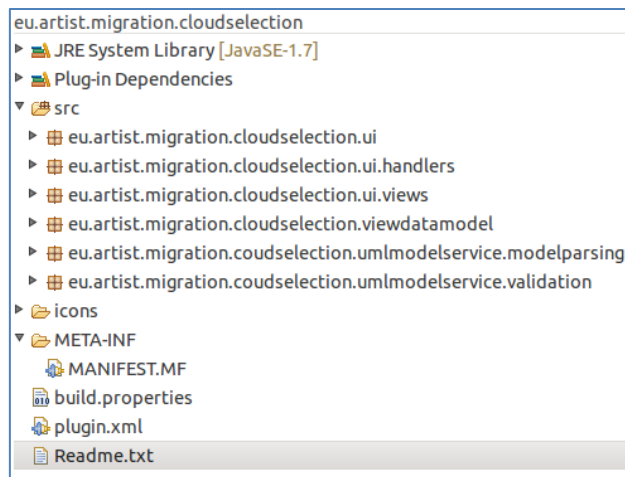 eu.artist.migration.cloudselection
JRE System Library [JavaSE-1.7]
Plug-in Dependencies
src
eu.artist.migration.cloudselection.ui
eu.artist.migration.cloudselection.ui.handlers
eu.artist.migration.cloudselection.ui.views
eu.artist.migration.cloudselection.viewdatamodel
eu.artist.migration.coudselection.umlmodelservice.modelparsing
eu.artist.migration.coudselection.umlmodelservice.validation
icons
META-INF
MANIFEST.MF
build.properties
plugin.xml
Readme.txt